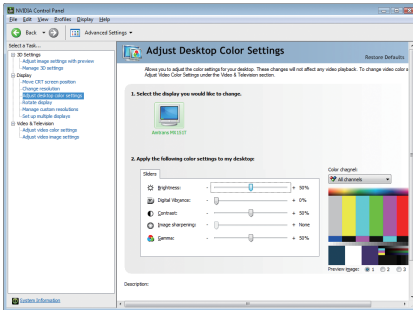 NVIDIA Control Panel
File Edit View Profiles Display Help
Back
Advanced Settings
Select a Task...
3D Settings
Adjust image settings with preview
Manage 3D settings
Display
Move CRT screen position
Change resolution
Adjust desktop color settings
Rotate display
Manage custom resolutions
Set up multiple displays
Video & Television
Adjust video color settings
Adjust video image settings
System Information
Adjust Desktop Color Settings
Restore Defaults
Allows you to adjust the color settings for your desktop. These changes will not affect any video playback. To change video color a
Adjust Video Color Settings under the Video & Television section.
1. Select the display you would like to change.
2. Apply the following color settings to my desktop:
Sliders
Brightness: - + 50%
Digital Vibrance: - + 0%
Contrast: - + 50%
Image sharpening: - + None
Gamma: - + 50%
Color channel:
All channels
Preview image: 1 2 3
Description: